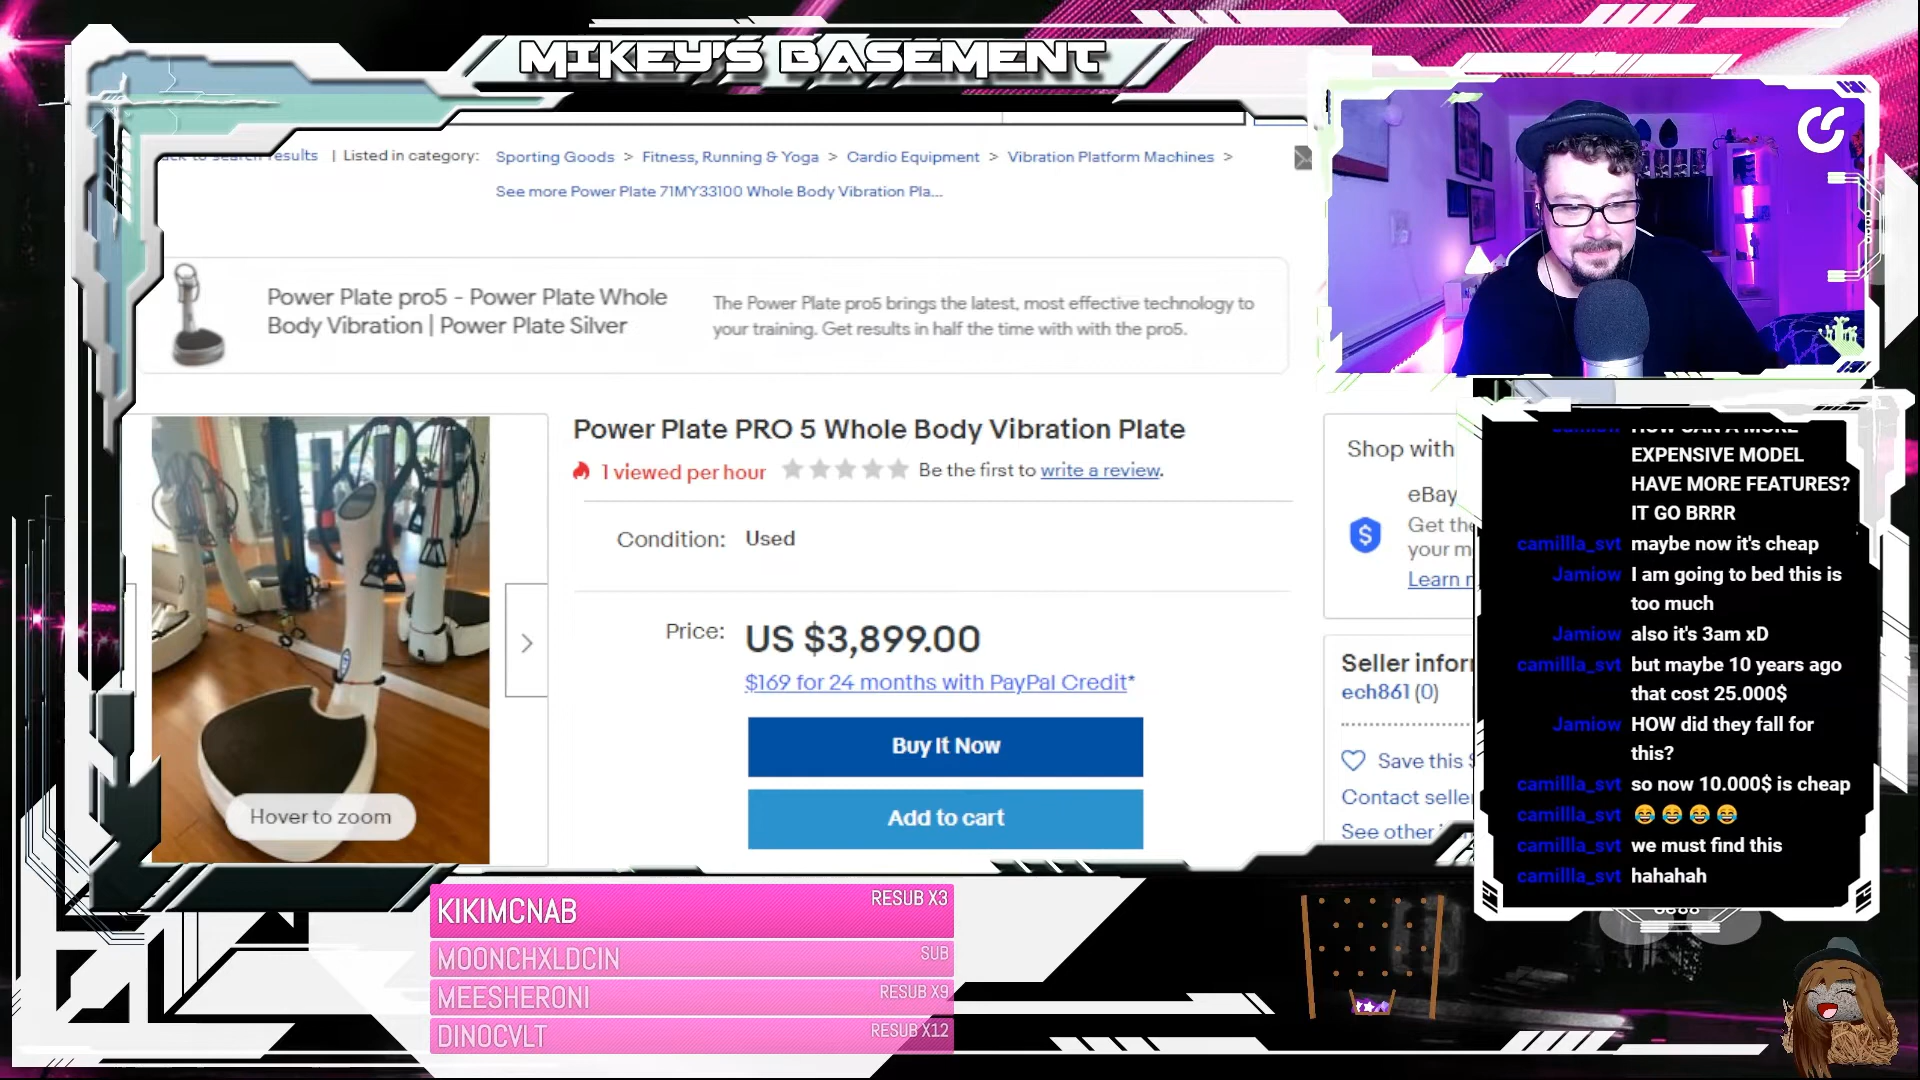 MIKEY'S BASEMENT
results | Listed in category: Sporting Goods > Fitness, Running & Yoga > Cardio Equipment > Vibration Platform Machines >
See more Power Plate 71MY33100 Whole Body Vibration Pla...
Power Plate pro5 - Power Plate Whole
Body Vibration | Power Plate Silver
The Power Plate pro5 brings the latest, most effective technology to
your training. Get results in half the time with with the pro5.
Power Plate PRO 5 Whole Body Vibration Plate
1 viewed per hour
Be the first to write a review.
Condition: Used
Price: US $3,899.00
$169 for 24 months with PayPal Credit*
Buy It Now
Add to cart
Hover to zoom
Shop with
eBay
Get the
your m
Learn
Seller infor
ech861 (0)
Save this S
Contact selle
See other
HOW CAN A MORE
EXPENSIVE MODEL
HAVE MORE FEATURES?
IT GO BRRR
camillla_svt maybe now it's cheap
Jamiow I am going to bed this is
too much
Jamiow also it's 3am xD
camillla_svt but maybe 10 years ago
that cost 25.000$
Jamiow HOW did they fall for
this?
camillla_svt so now 10.000$ is cheap
camillla_svt 😂 😂 😂 😂
camillla_svt we must find this
camillla_svt hahahah
KIKIMCNAB RESUB X3
MOONCHXLDCIN SUB
MEESHERONI RESUB X9
DINOCVLT RESUB X12